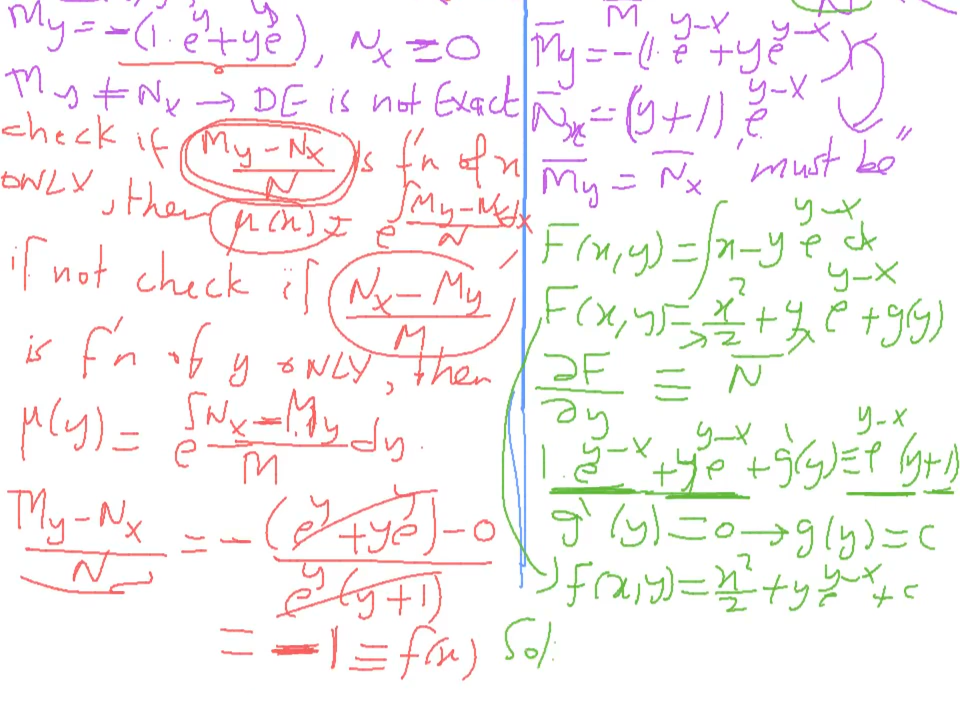 My = -(1·e^y + ye^y), Nx = 0
My ≠ Nx → DE is not Exact
check if (My - Nx)/N is f'n of x
ONLY, then μ(x) = e^∫(My - Nx)/N dx
if not check if (Nx - My)/M
is f'n of y ONLY, then
μ(y) = e^∫(Nx - My)/M dy.
(My - Nx)/N = -(e^y + ye^y) - 0 / e^y(y+1)
= -1 ≡ f(x)
M̄
M̄y = -(1·e^(y-x) + ye^(y-x))
N̄x = (y+1) e^(y-x)
M̄y = N̄x "must be"
F(x,y) = ∫x - y e^(y-x) dx
F(x,y) = x²/2 + y e^(y-x) + g(y)
∂F/∂y ≡ N̄
1·e^(y-x) + ye^(y-x) + g`(y) = e^(y-x) (y+1)
g`(y) = 0 → g(y) = c
f(x,y) = x²/2 + y e^(y-x) + c
Sol.